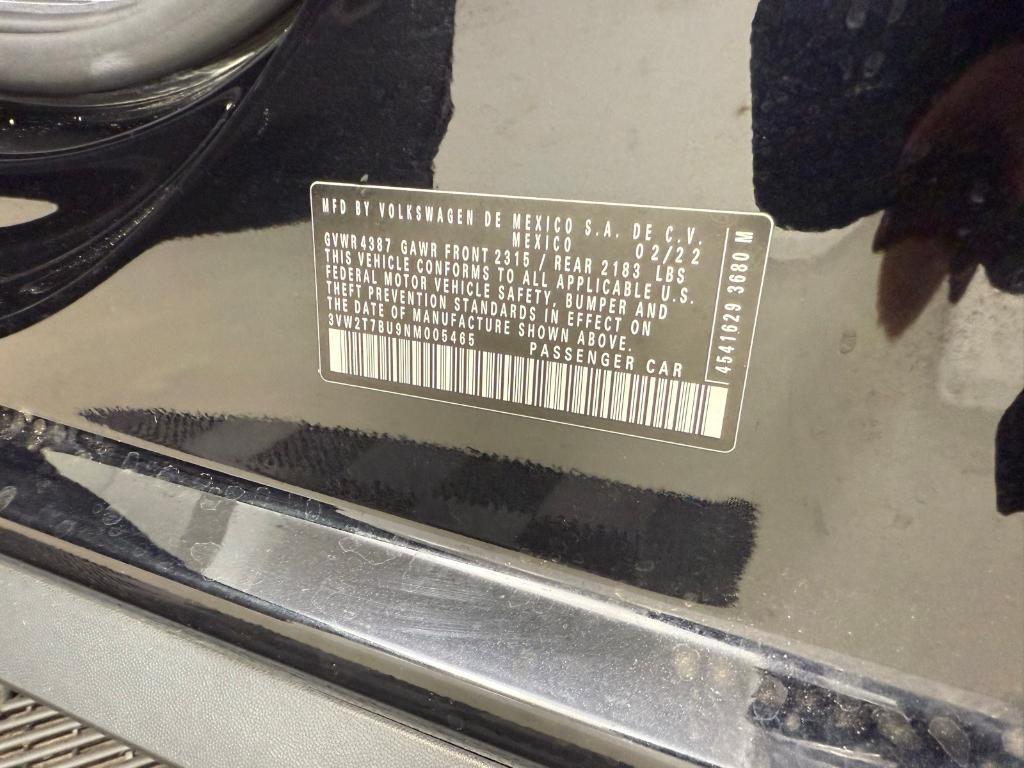 MFD BY VOLKSWAGEN DE MEXICO S.A. DE C.V.
MEXICO 02/22
GVWR 4387 GAWR FRONT 2315 / REAR 2183 LBS
THIS VEHICLE CONFORMS TO ALL APPLICABLE U.S.
FEDERAL MOTOR VEHICLE SAFETY, BUMPER AND
THEFT PREVENTION STANDARDS IN EFFECT ON
THE DATE OF MANUFACTURE SHOWN ABOVE.
3VW2T7BU9NM005465 PASSENGER CAR
4541629 3680 M